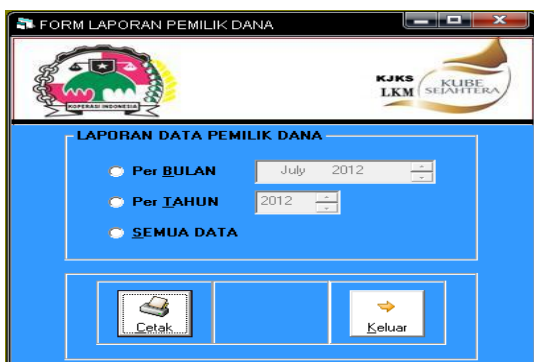 FORM LAPORAN PEMILIK DANA
KOPERASI INDONESIA
KJKS
LKM
KUBE
SEJAHTERA
LAPORAN DATA PEMILIK DANA
Per BULAN July 2012
Per TAHUN 2012
SEMUA DATA
Cetak Keluar